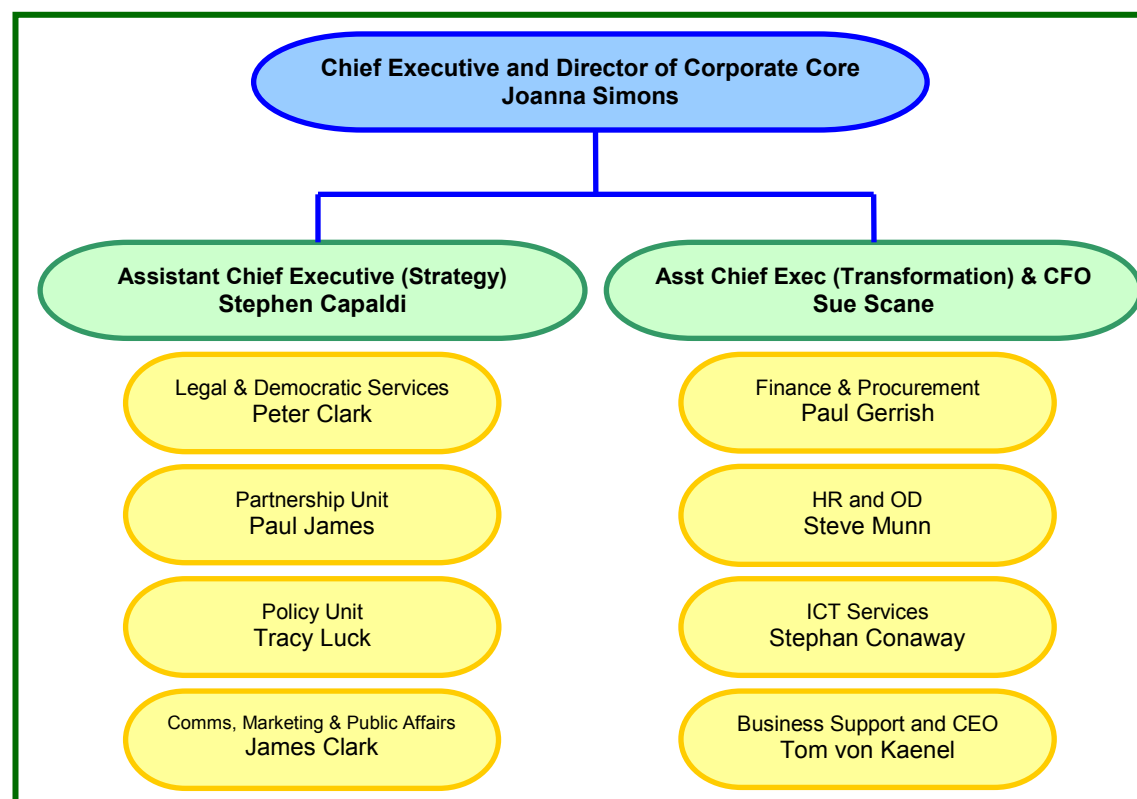 Chief Executive and Director of Corporate Core
Joanna Simons
Assistant Chief Executive (Strategy)
Stephen Capaldi
Asst Chief Exec (Transformation) & CFO
Sue Scane
Legal & Democratic Services
Peter Clark
Finance & Procurement
Paul Gerrish
Partnership Unit
Paul James
HR and OD
Steve Munn
Policy Unit
Tracy Luck
ICT Services
Stephan Conaway
Comms, Marketing & Public Affairs
James Clark
Business Support and CEO
Tom von Kaenel